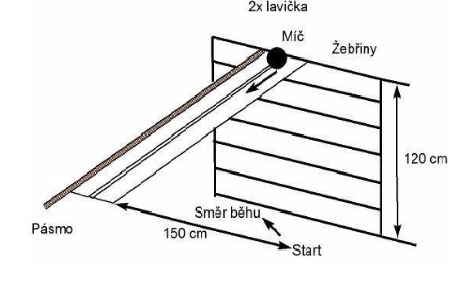 2x lavička
Míč
Žebřiny
120 cm
Směr běhu
Pásmo
150 cm
Start